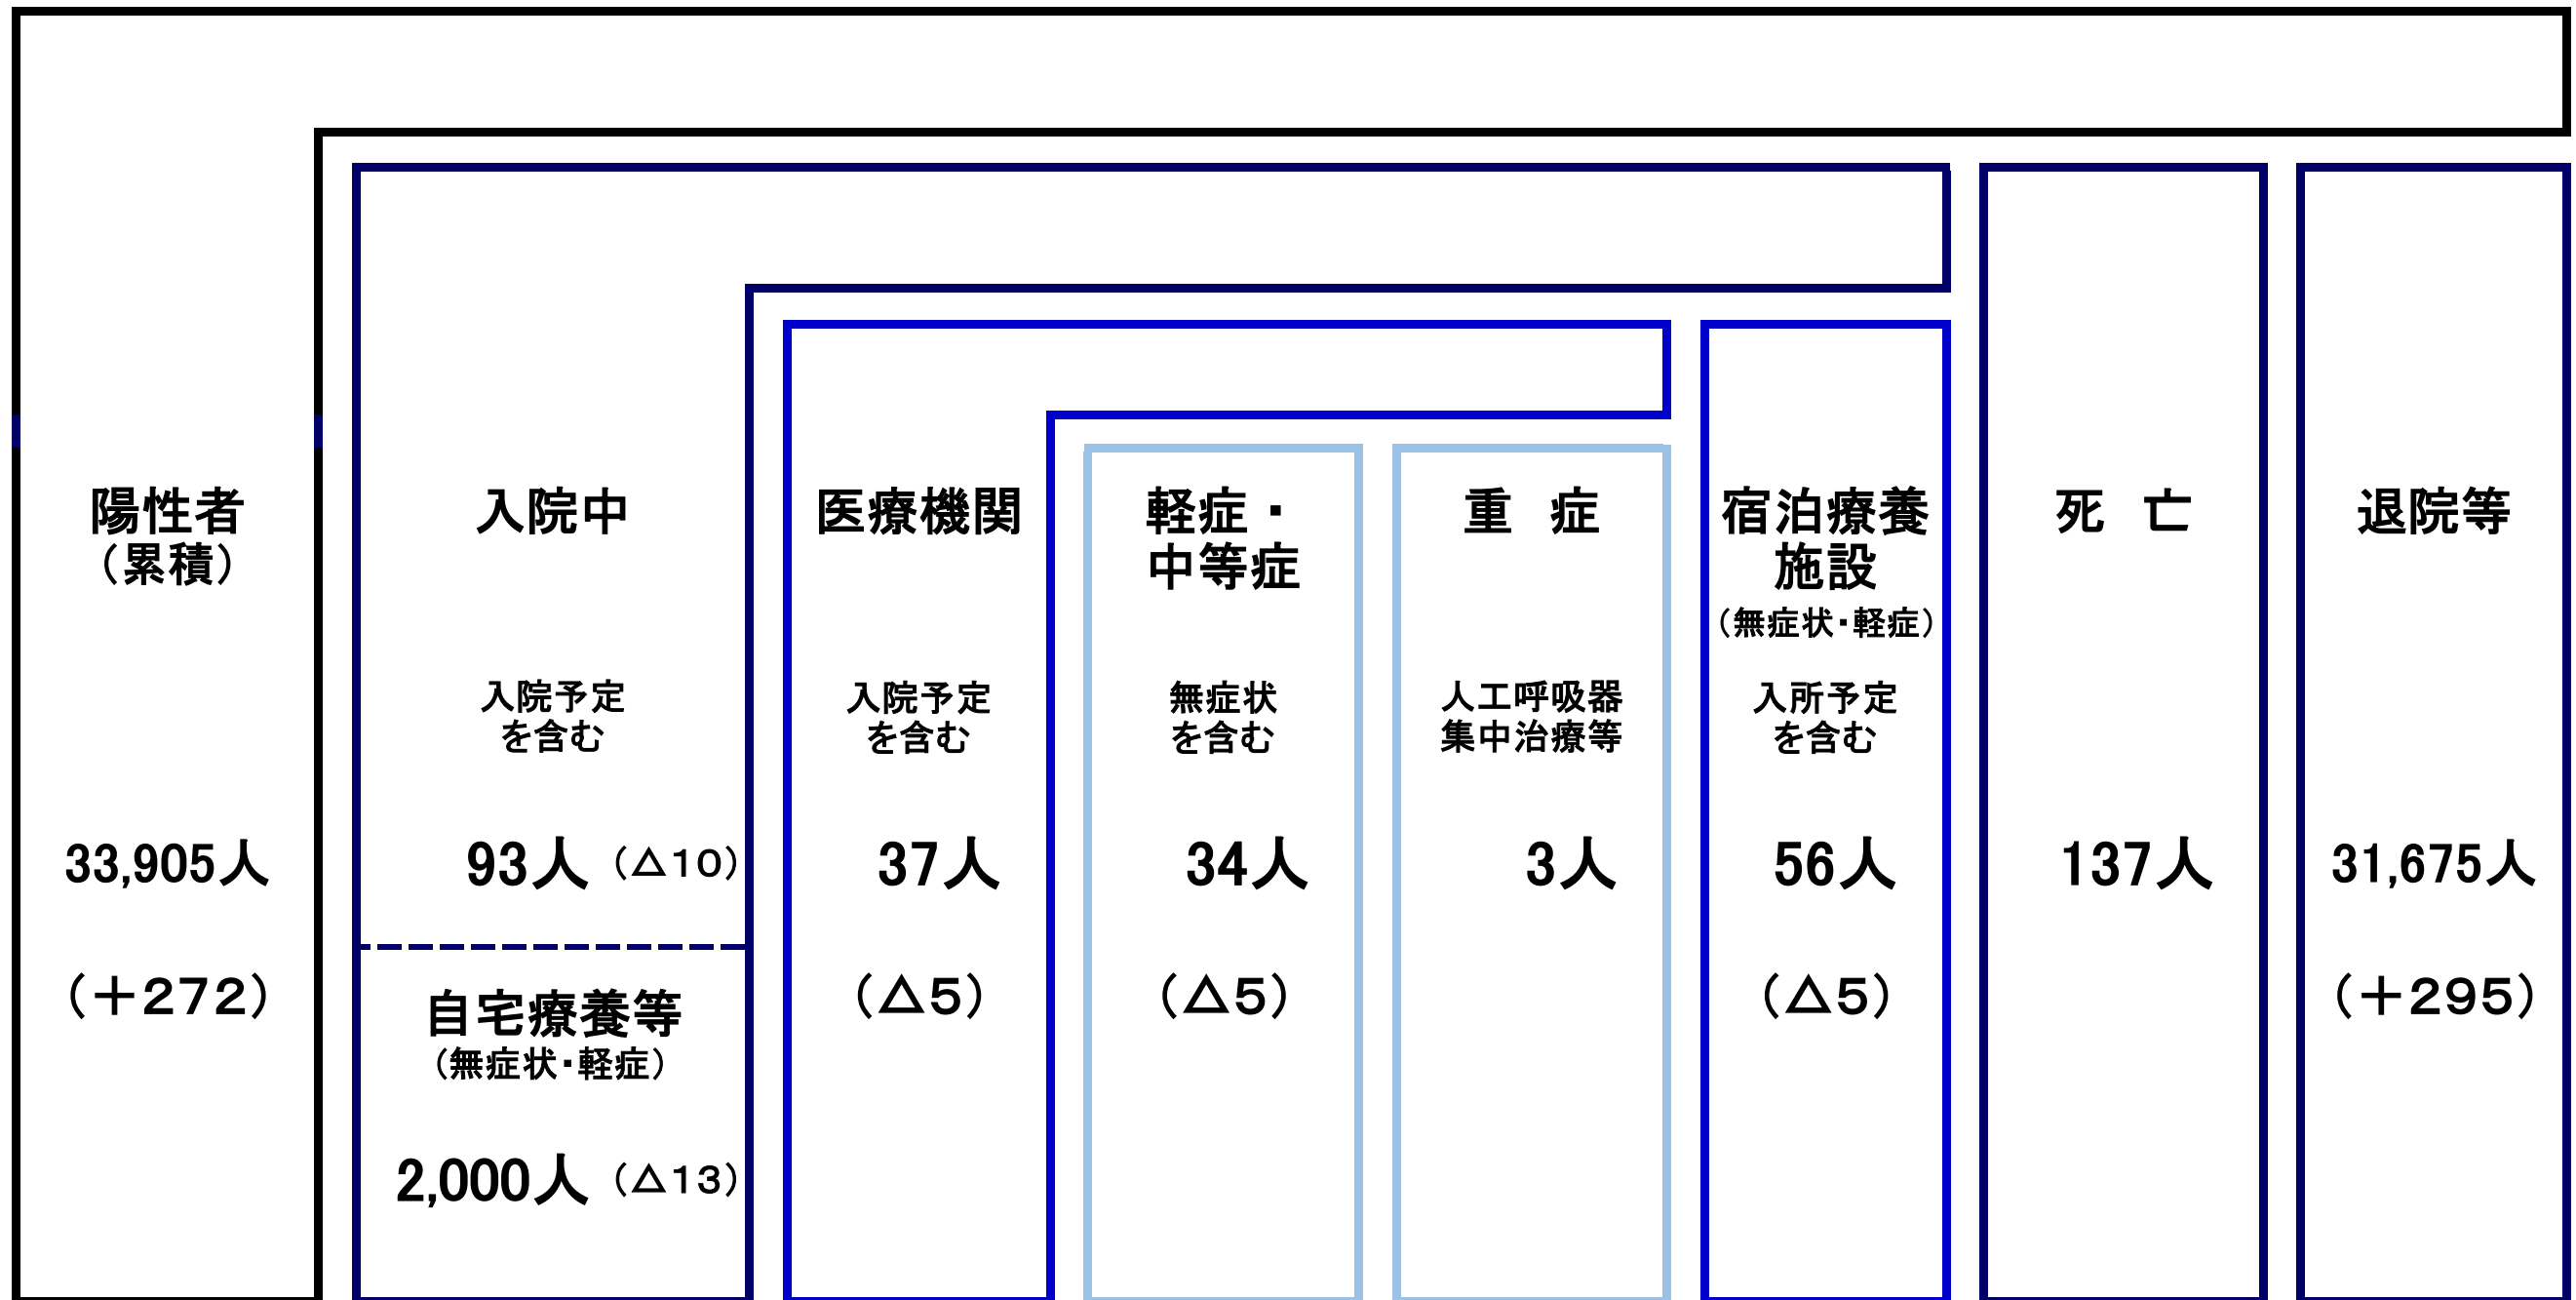 陽性者
（累積）
33,905人
（＋272）
入院中
入院予定
を含む
93人（△10）
自宅療養等
（無症状・軽症）
2,000人（△13）
医療機関
入院予定
を含む
37人
（△5）
軽症・
中等症
無症状
を含む
34人
（△5）
重　症
人工呼吸器
集中治療等
3人
宿泊療養
施設
（無症状・軽症）
入所予定
を含む
56人
（△5）
死　亡
137人
退院等
31,675人
（＋295）